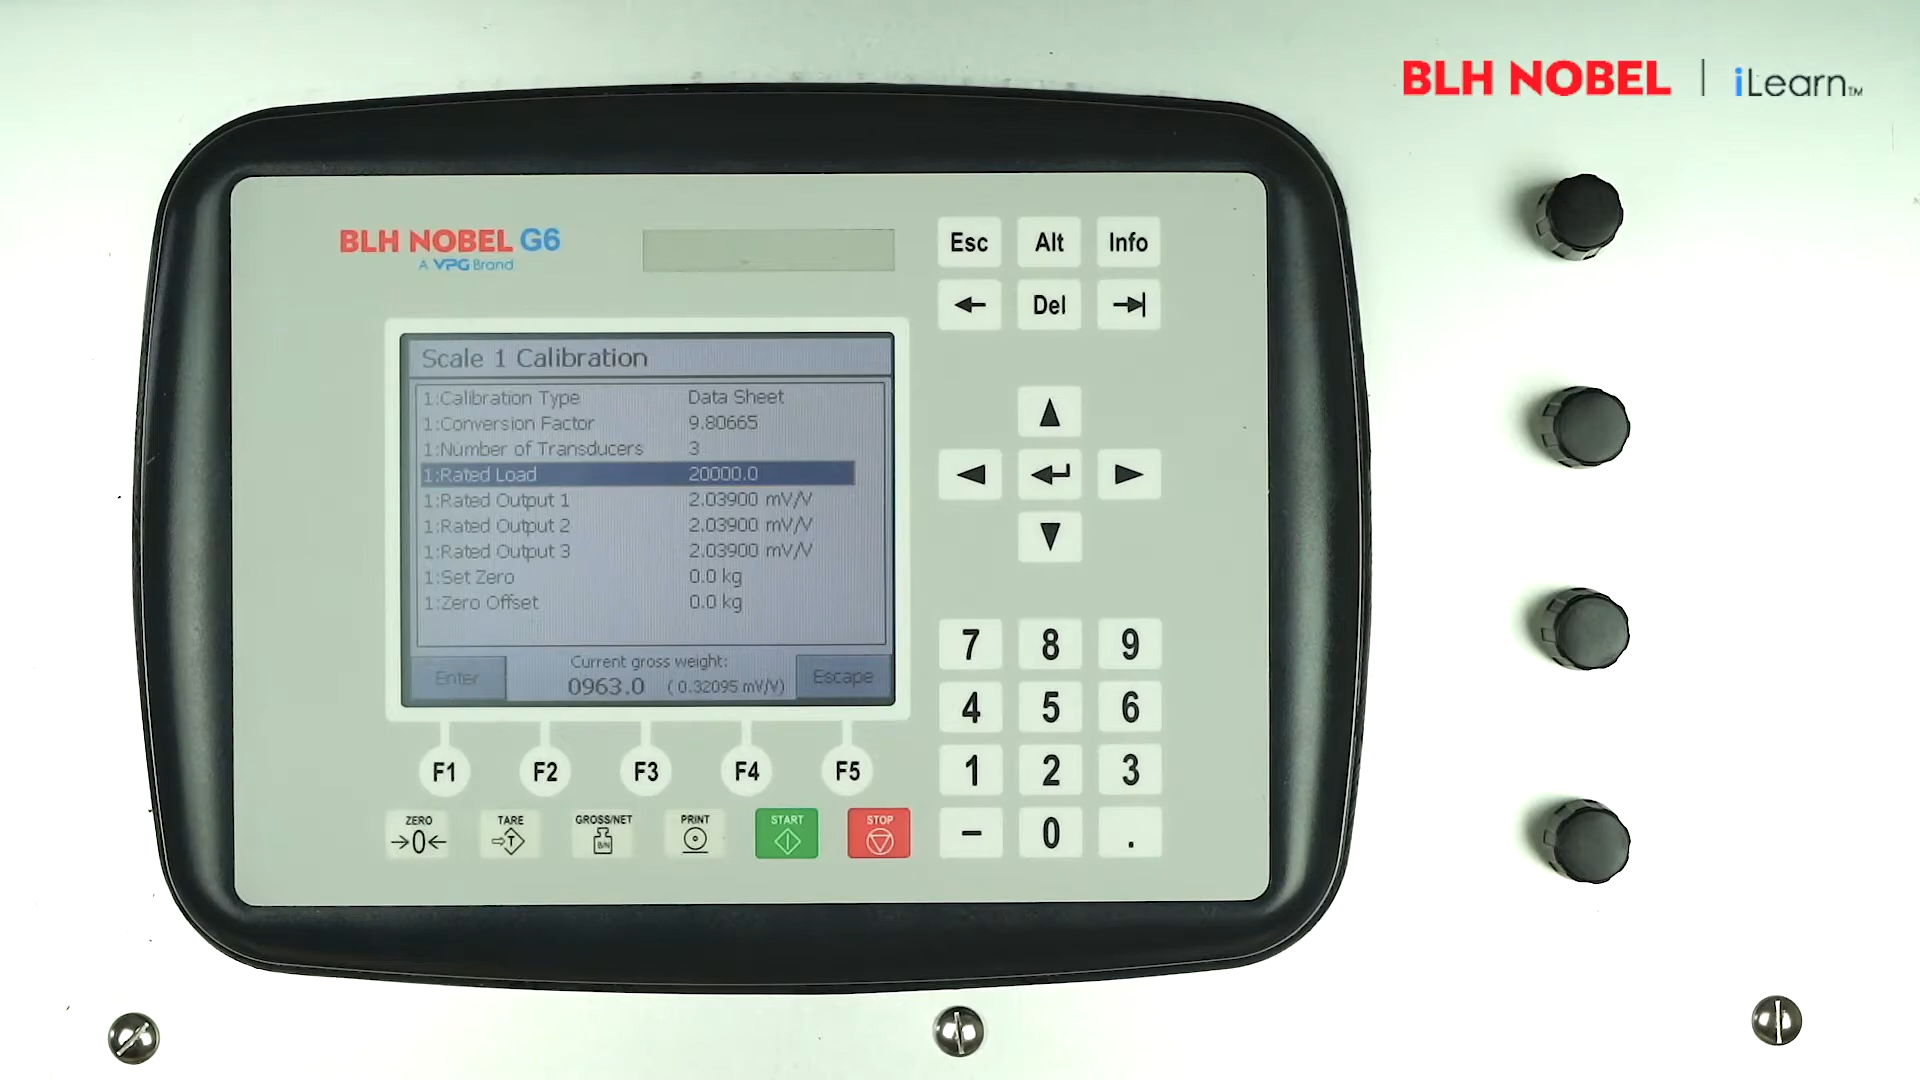 BLH NOBEL | iLearn™
BLH NOBEL G6
A VPG Brand
Esc Alt Info
Del
Scale 1 Calibration
1:Calibration Type Data Sheet
1:Conversion Factor 9.80665
1:Number of Transducers 3
1:Rated Load 20000.0
1:Rated Output 1 2.03900 mV/V
1:Rated Output 2 2.03900 mV/V
1:Rated Output 3 2.03900 mV/V
1:Set Zero 0.0 kg
1:Zero Offset 0.0 kg
Enter
Current gross weight:
0963.0 (0.32095 mV/V)
Escape
F1 F2 F3 F4 F5
ZERO TARE GROSS/NET PRINT START STOP
→0← T B/N
7 8 9
4 5 6
1 2 3
− 0 .